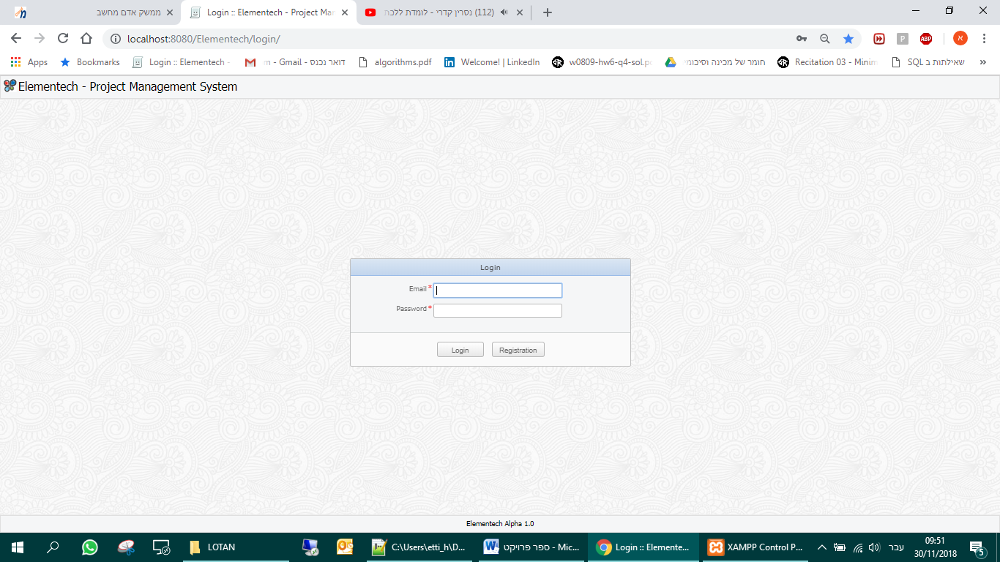 ממשק אדם מחשב
Login :: Elementech - Project Mar
(112) נסרין קדרי - לומדת ללכת
localhost:8080/Elementech/login/
P
ABP
א
Apps
Bookmarks
Login :: Elementech -
דואר נכנס - Gmail - m
algorithms.pdf
Welcome! | LinkedIn
w0809-hw6-q4-sol.pd
חומר של מכינה וסיכומי
Recitation 03 - Minim
שאילתות ב SQL
»
Elementech - Project Management System
Login
Email*
Password*
Login
Registration
Elementech Alpha 1.0
LOTAN
C:\Users\etti_h\D...
ספר פרויקט - Mic...
Login :: Elemente...
XAMPP Control P...
עבר
09:51
30/11/2018
5